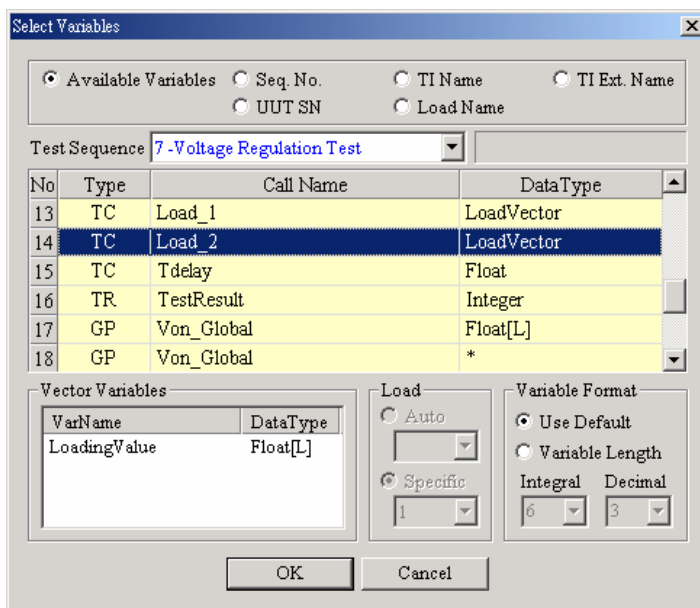 Select Variables
Available Variables Seq. No. TI Name TI Ext. Name
UUT SN Load Name
Test Sequence 7 -Voltage Regulation Test
No Type Call Name DataType
13 TC Load_1 LoadVector
14 TC Load_2 LoadVector
15 TC Tdelay Float
16 TR TestResult Integer
17 GP Von_Global Float[L]
18 GP Von_Global *
Vector Variables Load Variable Format
VarName DataType Auto Use Default
LoadingValue Float[L] Variable Length
Specific Integral Decimal
1 6 3
OK Cancel